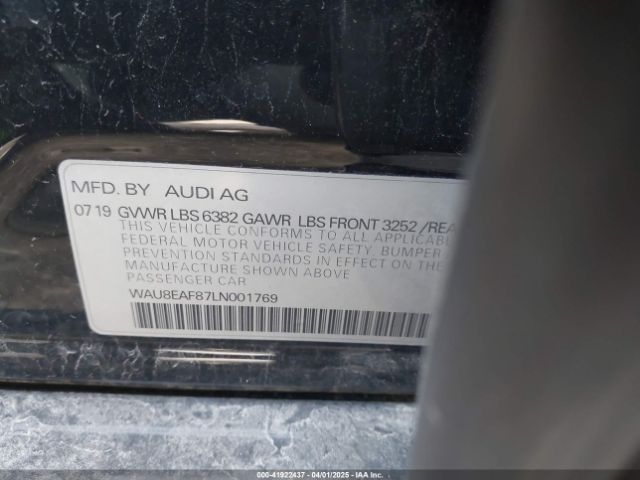 MFD. BY AUDI AG
07 19 GVWR LBS 6382 GAWR LBS FRONT 3252 /REA
THIS VEHICLE CONFORMS TO ALL APPLICABL
FEDERAL MOTOR VEHICLE SAFETY, BUMPER
PREVENTION STANDARDS IN EFFECT ON THE
MANUFACTURE SHOWN ABOVE
PASSENGER CAR
WAU8EAF87LN001769
000-41922437 - 04/01/2025 - © IAA Holdings, LLC